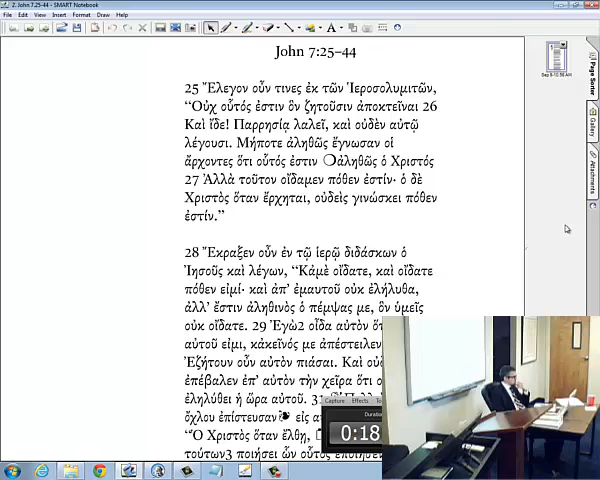 2. John 7.25-44 - SMART Notebook
File Edit View Insert Format Draw Help
John 7:25–44
25 Ἔλεγον οὖν τινες ἐκ τῶν Ἱεροσολυμιτῶν,
“Οὐχ οὗτός ἐστιν ὃν ζητοῦσιν ἀποκτεῖναι 26
Καὶ ἴδε! Παρρησίᾳ λαλεῖ, καὶ οὐδὲν αὐτῷ
λέγουσι. Μήποτε ἀληθῶς ἔγνωσαν οἱ
ἄρχοντες ὅτι οὗτός ἐστιν ❍ἀληθῶς ὁ Χριστός
27 Ἀλλὰ τοῦτον οἴδαμεν πόθεν ἐστίν· ὁ δὲ
Χριστὸς ὅταν ἔρχηται, οὐδεὶς γινώσκει πόθεν
ἐστίν.”
28 Ἔκραξεν οὖν ἐν τῷ ἱερῷ διδάσκων ὁ
Ἰησοῦς καὶ λέγων, “Κἀμὲ οἴδατε, καὶ οἴδατε
πόθεν εἰμί· καὶ ἀπ’ ἐμαυτοῦ οὐκ ἐλήλυθα,
ἀλλ’ ἔστιν ἀληθινὸς ὁ πέμψας με, ὃν ὑμεῖς
οὐκ οἴδατε. 29 Ἐγὼ2 οἶδα αὐτὸν
αὐτοῦ εἰμι, κἀκεῖνός με ἀπέστειλεν
Ἐζήτουν οὖν αὐτὸν πιάσαι. Καὶ
ἐπέβαλεν ἐπ’ αὐτὸν τὴν χεῖρα ὅτι
ἐληλύθει ἡ ὥρα αὐτοῦ.
ὄχλου ἐπίστευσαν❧ εἰς
“Ὁ Χριστὸς ὅταν ἔλθῃ,
τούτων3 ποιήσει ὧν οὗτος
Page Sorter
Gallery
Attachments
Capture Effects
0:18